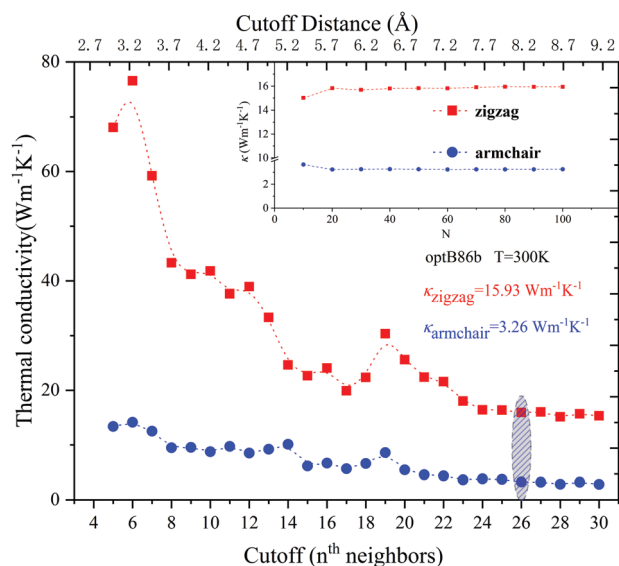 Cutoff Distance (Å)
2.7 3.2 3.7 4.2 4.7 5.2 5.7 6.2 6.7 7.2 7.7 8.2 8.7 9.2
80
60
40
20
0
Thermal conductivity(Wm⁻¹K⁻¹)
16
14
12
10
4
2
κ (Wm⁻¹K⁻¹)
zigzag
armchair
0 20 40 60 80 100
N
optB86b T=300K
κzigzag=15.93 Wm⁻¹K⁻¹
κarmchair=3.26 Wm⁻¹K⁻¹
4 6 8 10 12 14 16 18 20 22 24 26 28 30
Cutoff (nᵗʰ neighbors)